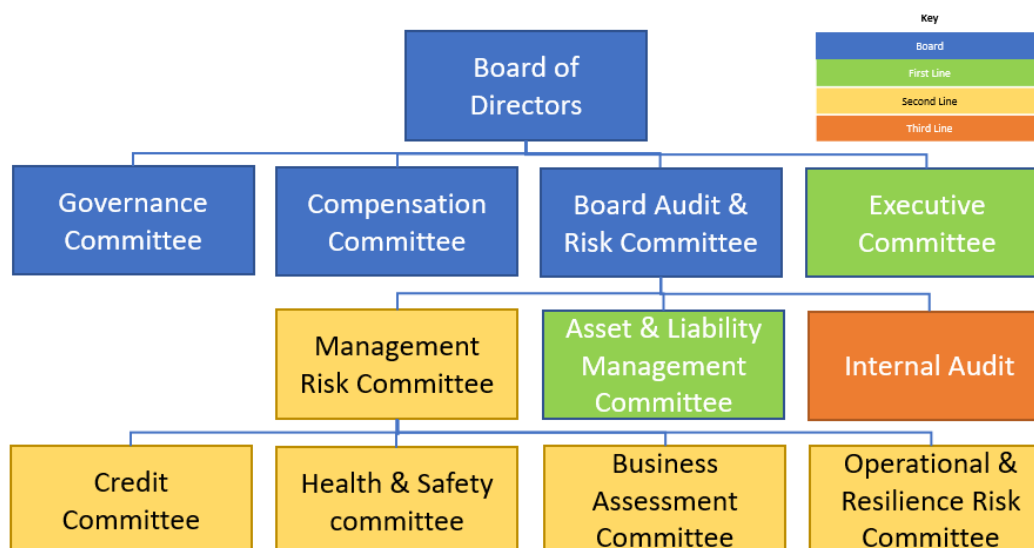 Key
Board
First Line
Second Line
Third Line
Board of
Directors
Governance
Committee
Compensation
Committee
Board Audit &
Risk Committee
Executive
Committee
Management
Risk Committee
Asset & Liability
Management
Committee
Internal Audit
Credit
Committee
Health & Safety
committee
Business
Assessment
Committee
Operational &
Resilience Risk
Committee